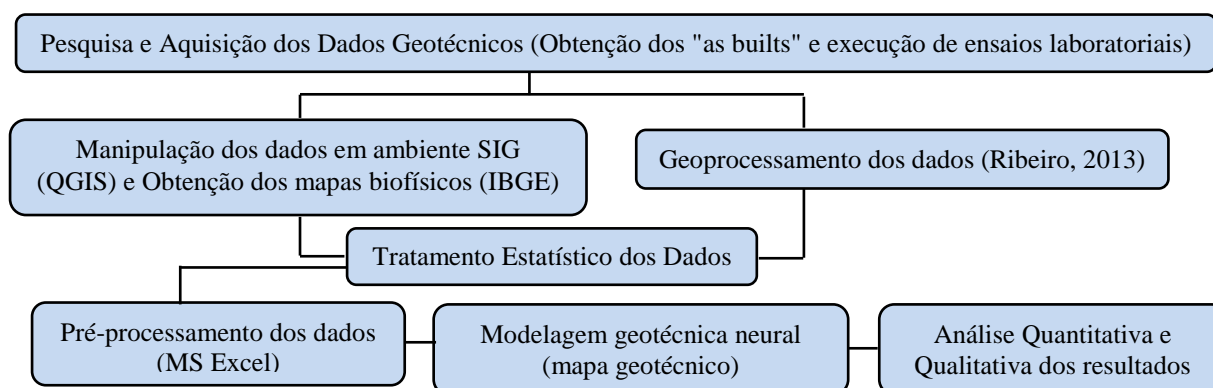 Pesquisa e Aquisição dos Dados Geotécnicos (Obtenção dos "as builts" e execução de ensaios laboratoriais)
Manipulação dos dados em ambiente SIG
(QGIS) e Obtenção dos mapas biofísicos (IBGE)
Geoprocessamento dos dados (Ribeiro, 2013)
Tratamento Estatístico dos Dados
Pré-processamento dos dados
(MS Excel)
Modelagem geotécnica neural
(mapa geotécnico)
Análise Quantitativa e
Qualitativa dos resultados